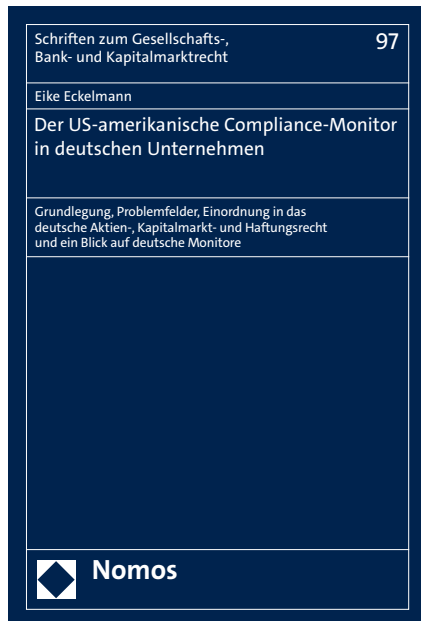 Schriften zum Gesellschafts-,
Bank- und Kapitalmarktrecht
97
Eike Eckelmann
Der US-amerikanische Compliance-Monitor
in deutschen Unternehmen
Grundlegung, Problemfelder, Einordnung in das
deutsche Aktien-, Kapitalmarkt- und Haftungsrecht
und ein Blick auf deutsche Monitore
Nomos